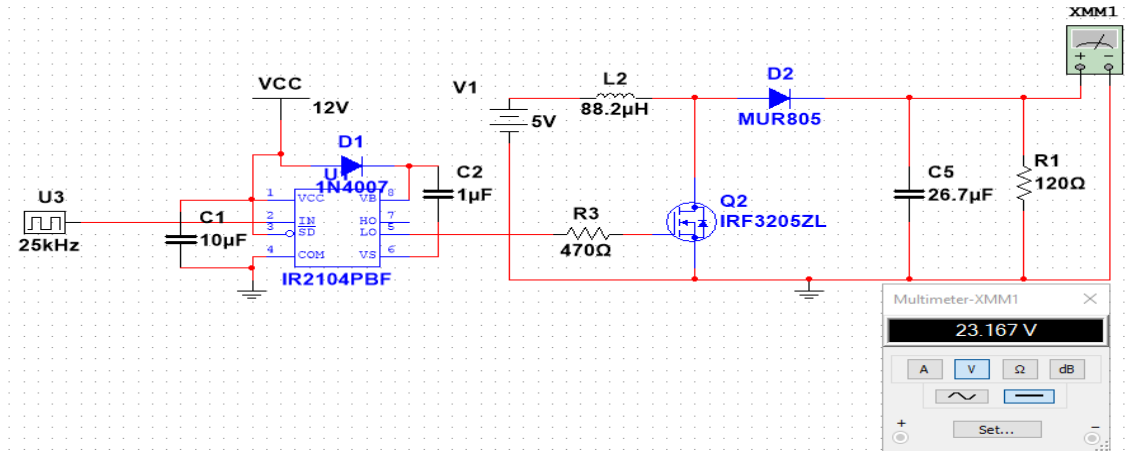 XMM1
+ −
VCC
12V
V1
5V
L2
88.2µH
D2
MUR805
D1
1N4007
C2
1µF
U3
25kHz
C1
10µF
1 VCC VB 8
2 IN HO 7
3 SD LO 5
4 COM VS 6
IR2104PBF
R3
470Ω
Q2
IRF3205ZL
C5
26.7µF
R1
120Ω
Multimeter-XMM1
23.167 V
A V Ω dB
+ −
Set...